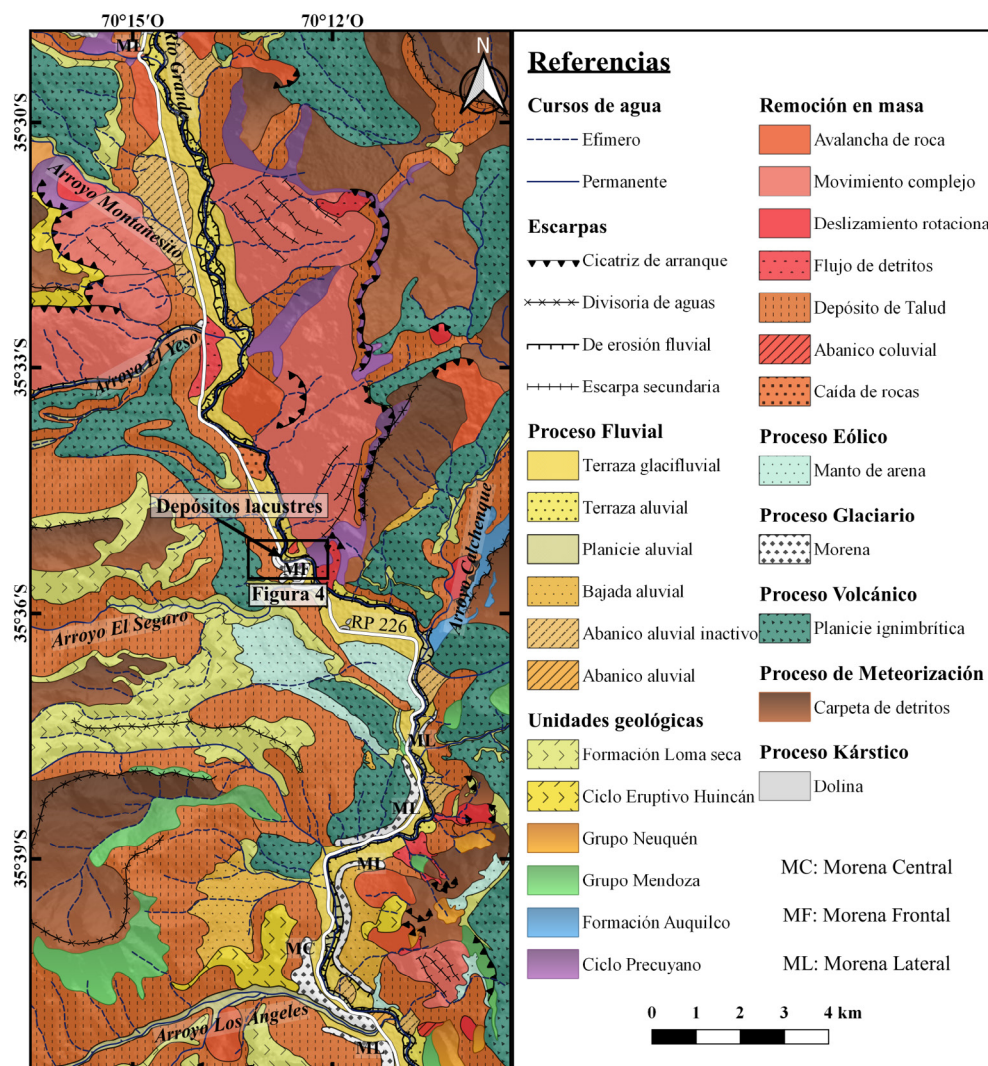 70°15'O
70°12'O
ML
Río Grande
N
35°30'S
Arroyo Montañesito
Arroyo El Yeso
35°33'S
Depósitos lacustres
MF
Figura 4
Arroyo Calchenque
35°36'S
Arroyo El Seguro
RP 226
ML
ML
35°39'S
ML
MC
Arroyo Los Angeles
ML
Referencias
Cursos de agua
Efimero
Permanente
Escarpas
Cicatriz de arranque
Divisoria de aguas
De erosión fluvial
Escarpa secundaria
Proceso Fluvial
Terraza glacifluvial
Terraza aluvial
Planicie aluvial
Bajada aluvial
Abanico aluvial inactivo
Abanico aluvial
Unidades geológicas
Formación Loma seca
Ciclo Eruptivo Huincán
Grupo Neuquén
Grupo Mendoza
Formación Auquilco
Ciclo Precuyano
Remoción en masa
Avalancha de roca
Movimiento complejo
Deslizamiento rotaciona
Flujo de detritos
Depósito de Talud
Abanico coluvial
Caída de rocas
Proceso Eólico
Manto de arena
Proceso Glaciario
Morena
Proceso Volcánico
Planicie ignimbrítica
Proceso de Meteorización
Carpeta de detritos
Proceso Kárstico
Dolina
MC: Morena Central
MF: Morena Frontal
ML: Morena Lateral
0 1 2 3 4 km